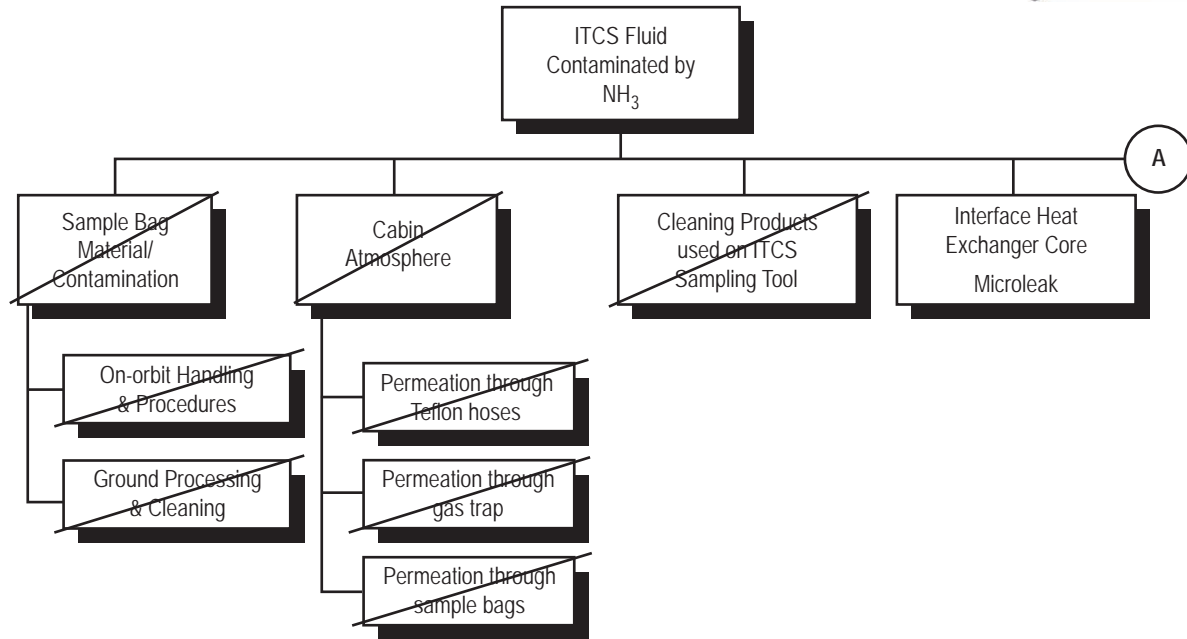 ITCS Fluid
Contaminated by
NH₃
A
Sample Bag
Material/
Contamination
Cabin
Atmosphere
Cleaning Products
used on ITCS
Sampling Tool
Interface Heat
Exchanger Core
Microleak
On-orbit Handling
& Procedures
Ground Processing
& Cleaning
Permeation through
Teflon hoses
Permeation through
gas trap
Permeation through
sample bags